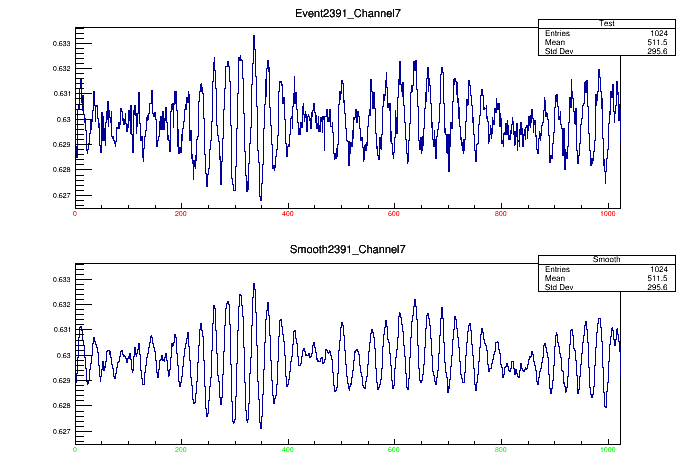 Event2391_Channel7
Test
Entries 1024
Mean 511.5
Std Dev 295.6
0.633
0.632
0.631
0.63
0.629
0.628
0.627
0 200 400 600 800 1000
Smooth2391_Channel7
Smooth
Entries 1024
Mean 511.5
Std Dev 295.6
0.633
0.632
0.631
0.63
0.629
0.628
0.627
0 200 400 600 800 1000